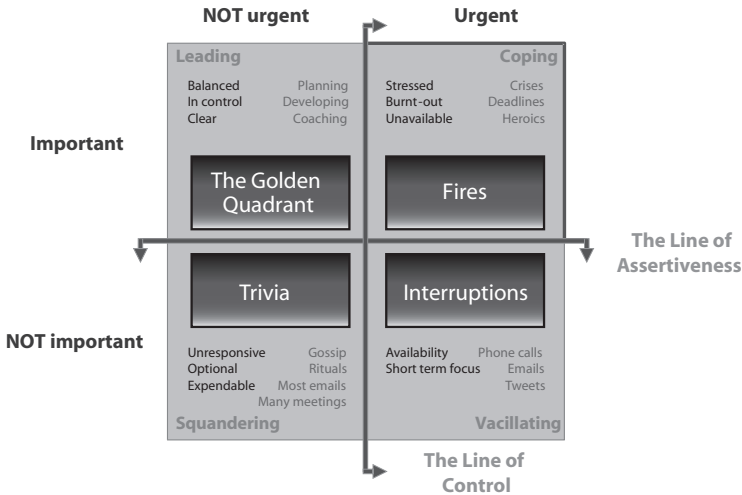 NOT urgent
Urgent
Leading
Coping
Balanced Planning
In control Developing
Clear Coaching
Stressed Crises
Burnt-out Deadlines
Unavailable Heroics
Important
The Golden
Quadrant
Fires
The Line of
Assertiveness
Trivia
Interruptions
NOT important
Unresponsive Gossip
Optional Rituals
Expendable Most emails
Many meetings
Availability Phone calls
Short term focus Emails
Tweets
Squandering
Vacillating
The Line of
Control